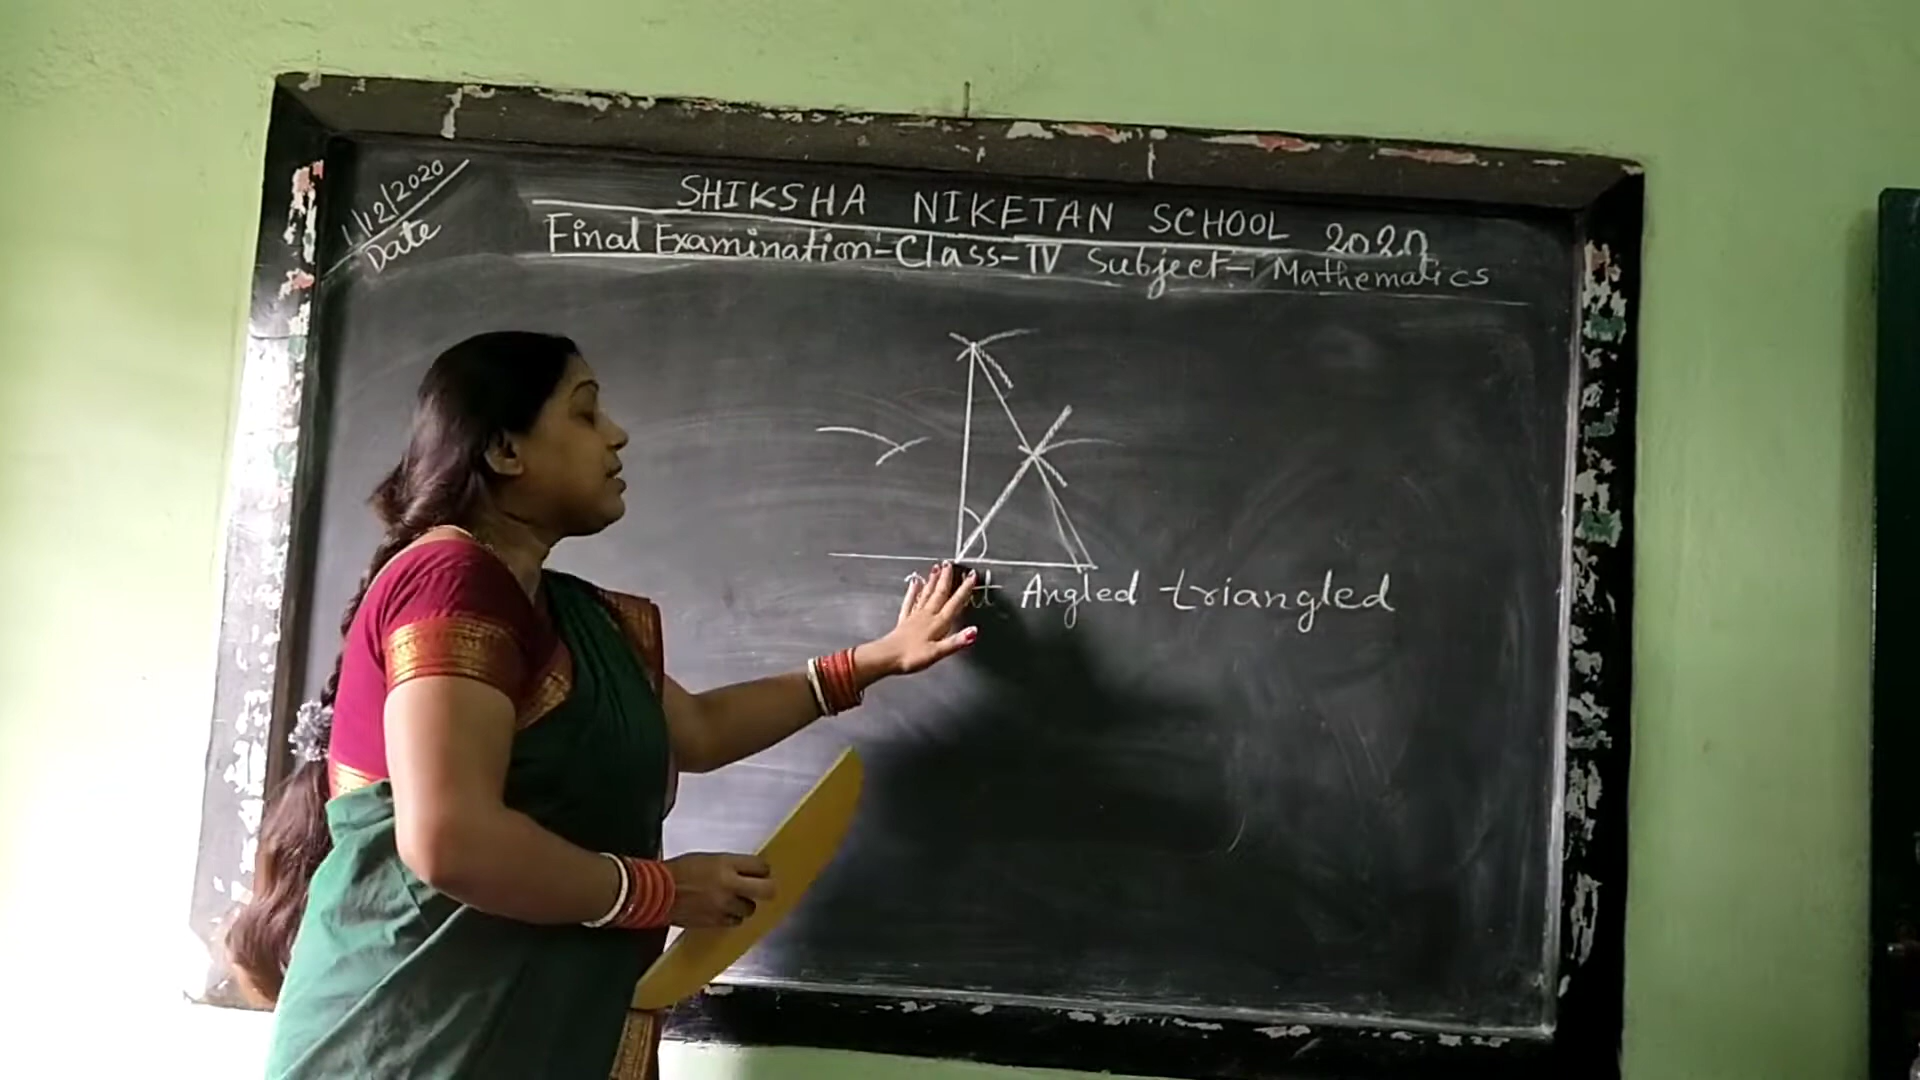 1/12/2020
Date
SHIKSHA NIKETAN SCHOOL 2020
Final Examination-Class-IV Subject- Mathematics
Angled triangled